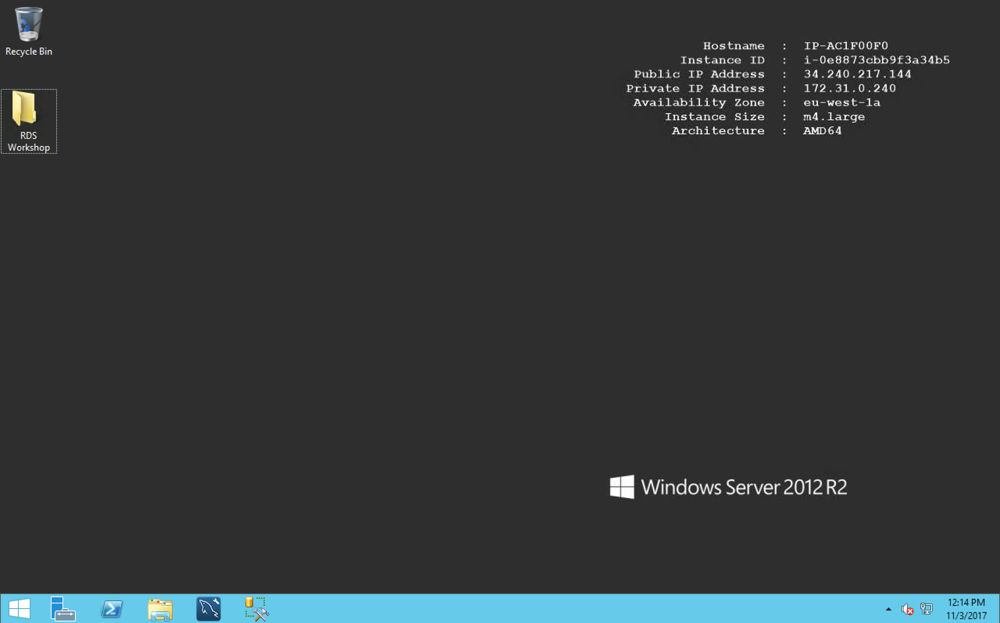 Recycle Bin
RDS
Workshop
Hostname : IP-AC1F00F0
Instance ID : i-0e8873cbb9f3a34b5
Public IP Address : 34.240.217.144
Private IP Address : 172.31.0.240
Availability Zone : eu-west-1a
Instance Size : m4.large
Architecture : AMD64
Windows Server 2012 R2
12:14 PM
11/3/2017